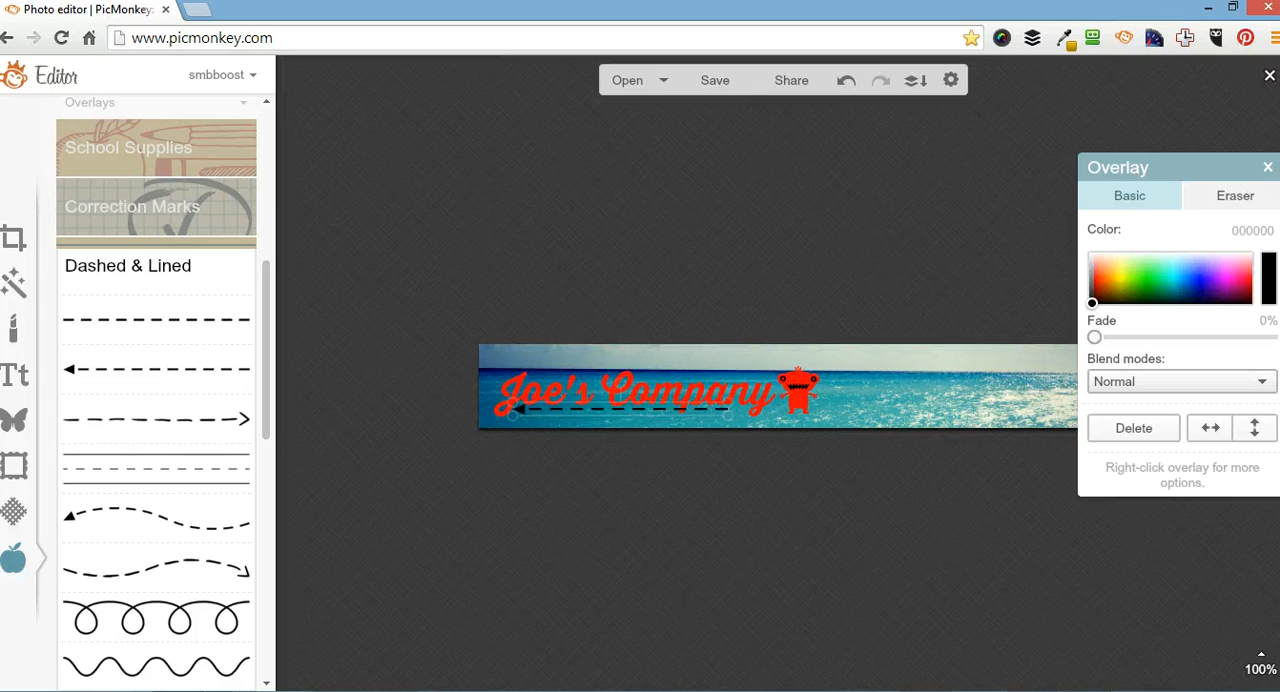 Photo editor | PicMonkey:
www.picmonkey.com
Editor
smbboost
Open
Save
Share
Overlays
School Supplies
Correction Marks
Dashed & Lined
Joe's Company
Overlay
Basic
Eraser
Color:
000000
Fade
0%
Blend modes:
Normal
Delete
Right-click overlay for more
options.
Tt
100%